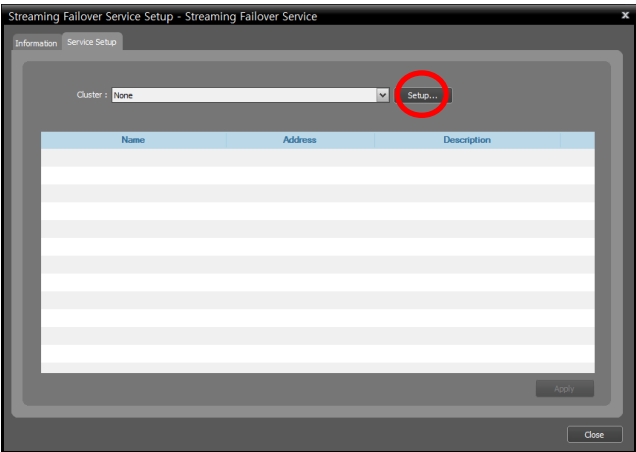 Streaming Failover Service Setup - Streaming Failover Service x
Information Service Setup
Cluster : None Setup...
Name Address Description
Apply
Close